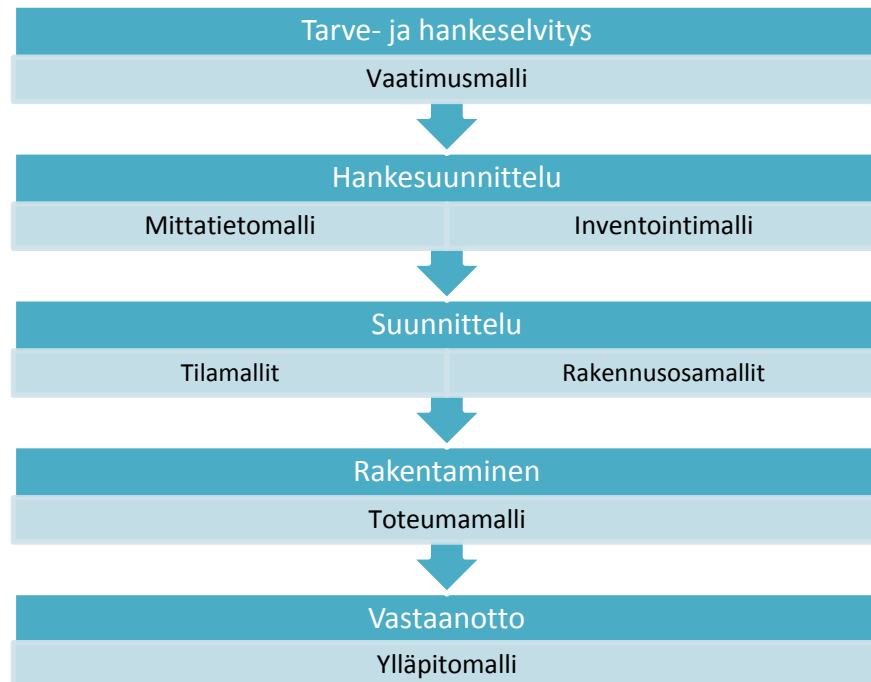 Tarve- ja hankeselvitys
Vaatimusmalli
Hankesuunnittelu
Mittatietomalli
Inventointimalli
Suunnittelu
Tilamallit
Rakennusosamallit
Rakentaminen
Toteumamalli
Vastaanotto
Ylläpitomalli